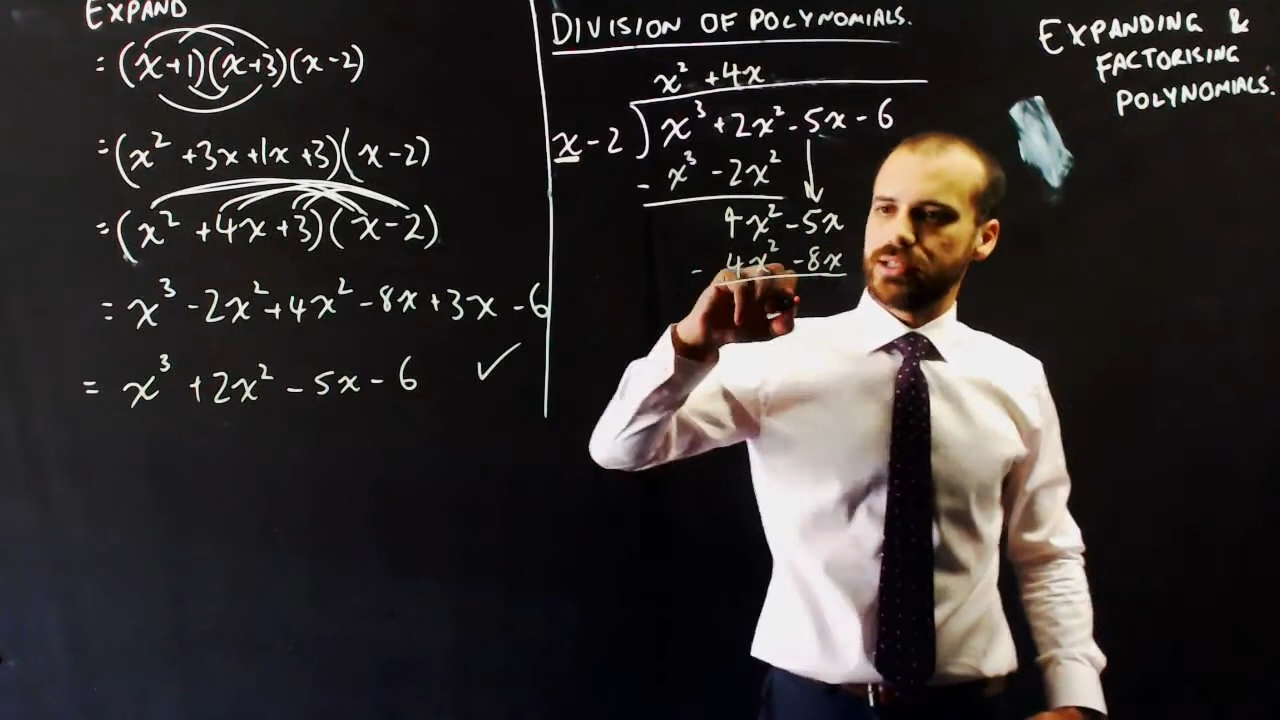 EXPAND
= (x+1)(x+3)(x-2)
= (x² +3x +1x +3)(x-2)
= (x² +4x +3)(x-2)
= x³ -2x² +4x² -8x +3x -6
= x³ +2x² -5x -6 ✓
DIVISION OF POLYNOMIALS.
x² +4x
x-2 ) x³ +2x² -5x -6
- x³ -2x²
4x² -5x
- 4x² -8x
EXPANDING &
FACTORISING
POLYNOMIALS.